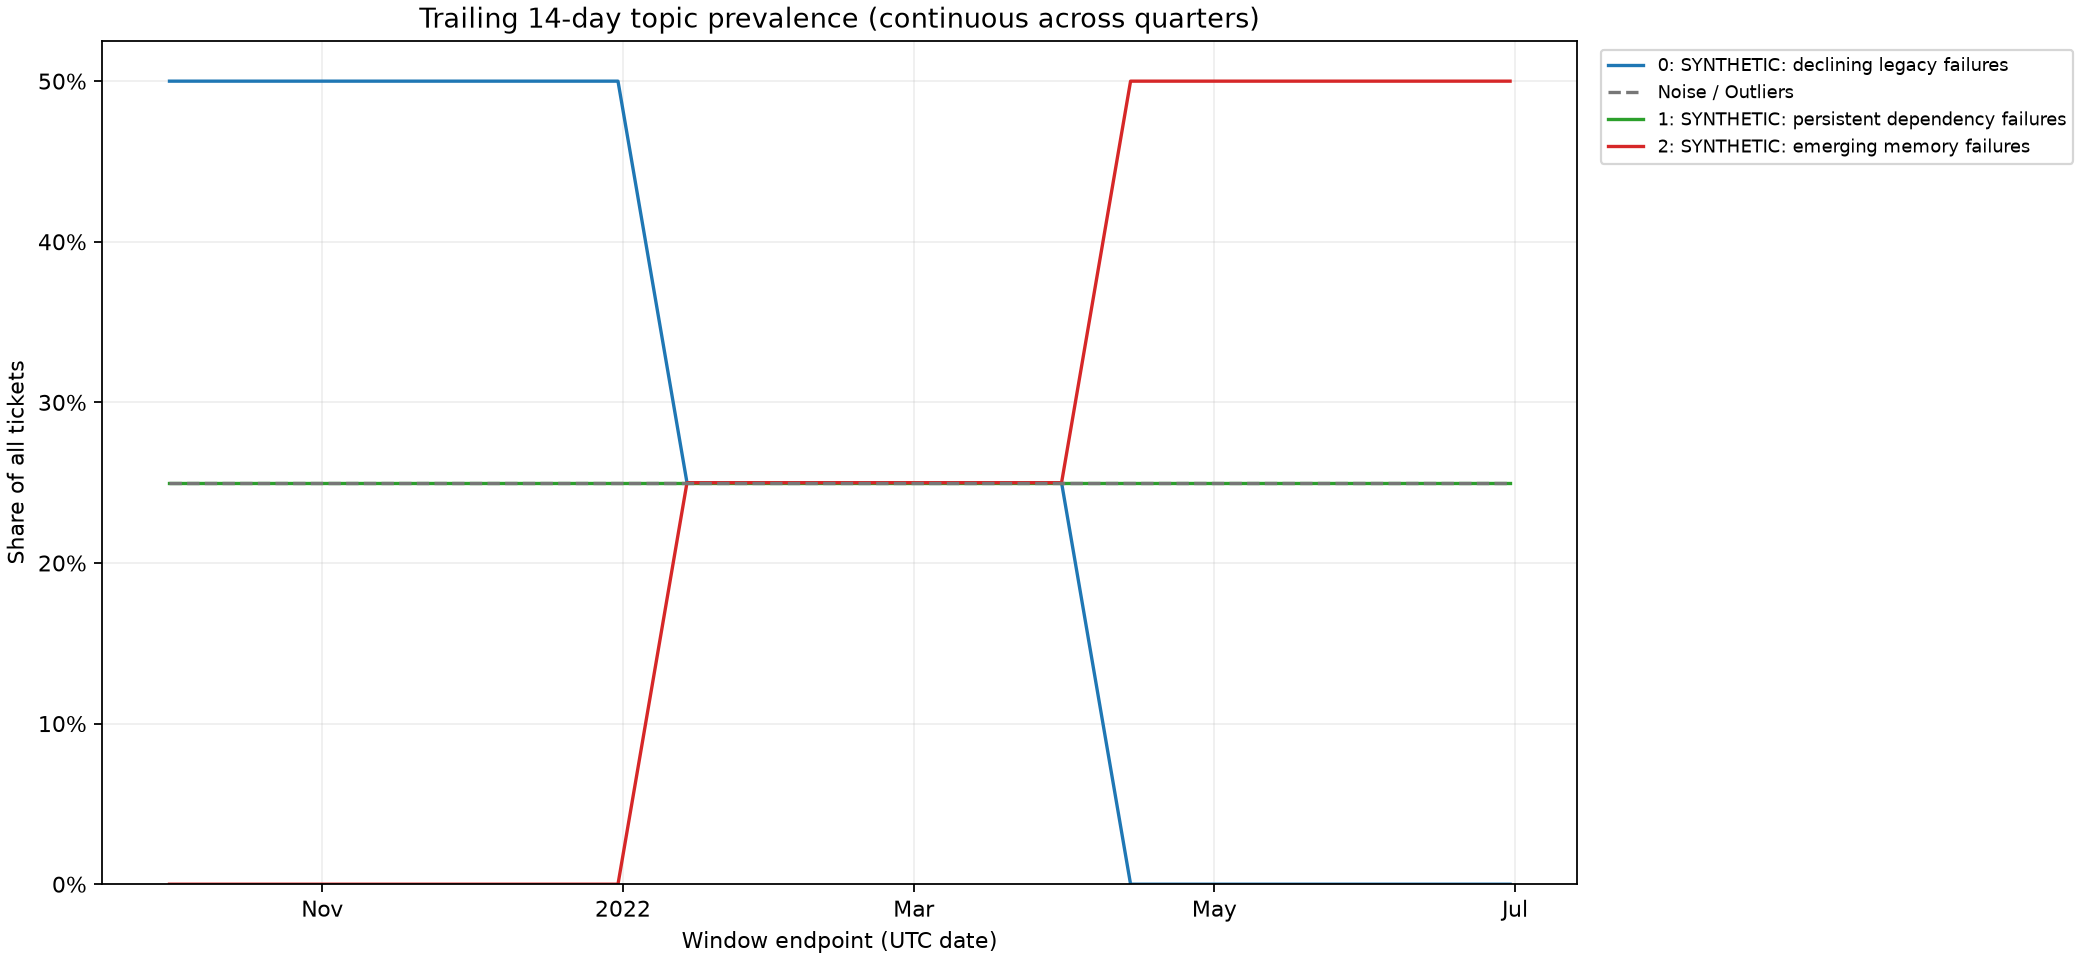 Trailing 14-day topic prevalence (continuous across quarters)
50%
40%
30%
20%
10%
0%
Share of all tickets
Nov
2022
Mar
May
Jul
Window endpoint (UTC date)
0: SYNTHETIC: declining legacy failures
Noise / Outliers
1: SYNTHETIC: persistent dependency failures
2: SYNTHETIC: emerging memory failures